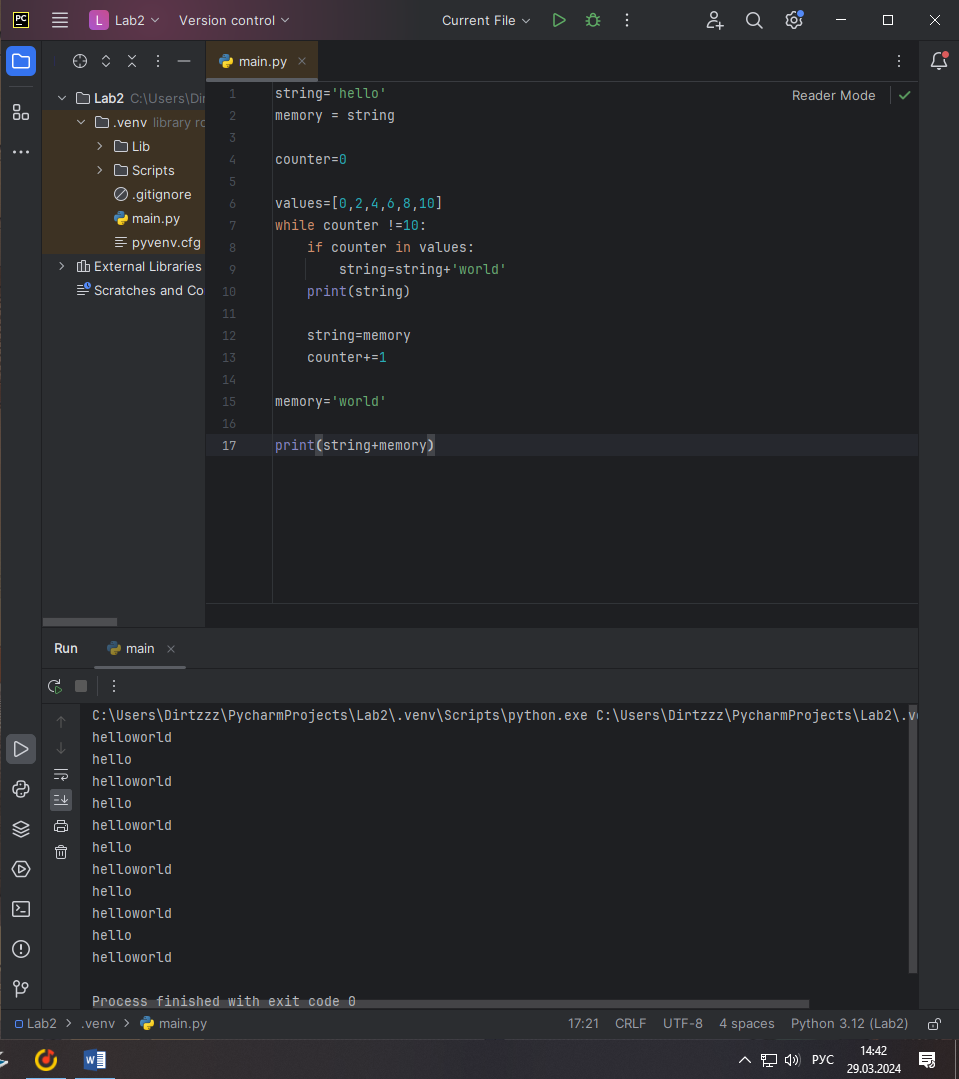 PC L Lab2 Version control Current File
main.py
Lab2 C:\Users\Dir
.venv library ro
Lib
Scripts
.gitignore
main.py
pyvenv.cfg
External Libraries
Scratches and Co
Reader Mode
1 string='hello'
2 memory = string
3
4 counter=0
5
6 values=[0,2,4,6,8,10]
7 while counter !=10:
8 if counter in values:
9 string=string+'world'
10 print(string)
11
12 string=memory
13 counter+=1
14
15 memory='world'
16
17 print(string+memory)
Run main
C:\Users\Dirtzzz\PycharmProjects\Lab2\.venv\Scripts\python.exe C:\Users\Dirtzzz\PycharmProjects\Lab2\.ve
helloworld
hello
helloworld
hello
helloworld
hello
helloworld
hello
helloworld
hello
helloworld
Process finished with exit code 0
Lab2 > .venv > main.py 17:21 CRLF UTF-8 4 spaces Python 3.12 (Lab2)
W РУС 14:42
29.03.2024